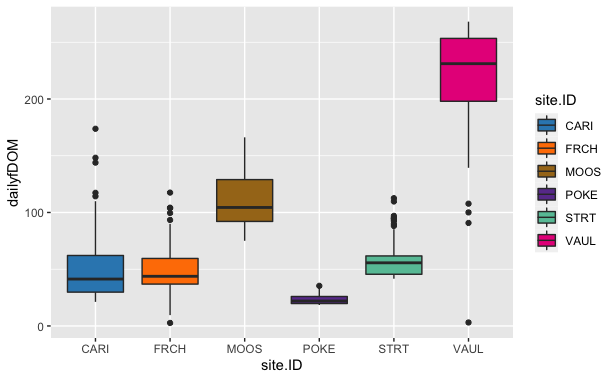 dailyfDOM
200
100
0
CARI FRCH MOOS POKE STRT VAUL
site.ID
site.ID
CARI
FRCH
MOOS
POKE
STRT
VAUL